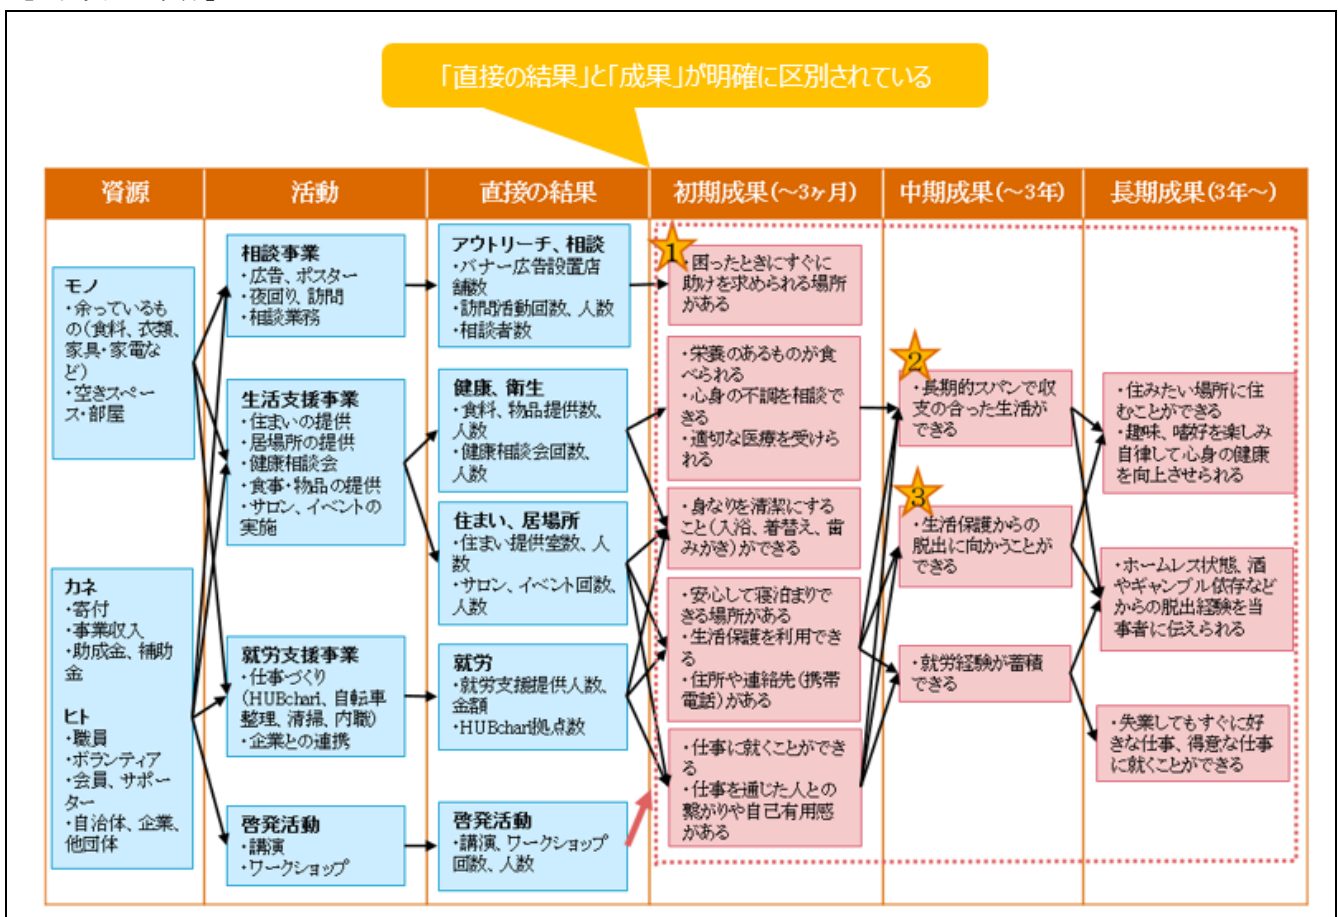 「直接の結果」と「成果」が明確に区別されている
資源
活動
直接の結果
初期成果(～3ヶ月)
中期成果(～3年)
長期成果(3年～)
モノ
・余っているも
の(食料、衣類、
家具・家電な
ど)
・空きスペー
ス・部屋
カネ
・寄付
・事業収入
・助成金、補助
金
ヒト
・職員
・ボランティア
・会員、サポー
ター
・自治体、企業、
他団体
相談事業
・広告、ポスター
・夜回り、訪問
・相談業務
生活支援事業
・住まいの提供
・居場所の提供
・健康相談会
・食事・物品の提供
・サロン、イベントの
実施
就労支援事業
・仕事づくり
(HUBchari、自転車
整理、清掃、内職)
・企業との連携
啓発活動
・講演
・ワークショップ
アウトリーチ、相談
・バナー広告設置店
舗数
・訪問活動回数、人数
・相談者数
健康、衛生
・食料、物品提供数、
人数
・健康相談会回数、
人数
住まい、居場所
・住まい提供室数、人
数
・サロン、イベント回数、
人数
就労
・就労支援提供人数、
金額
・HUBchari拠点数
啓発活動
・講演、ワークショップ
回数、人数
1
・困ったときにすぐに
助けを求められる場所
がある
・栄養のあるものが食
べられる
・心身の不調を相談で
きる
・適切な医療を受けら
れる
・身なりを清潔にする
こと(入浴、着替え、歯
みがき)ができる
・安心して寝泊まりで
きる場所がある
・生活保護を利用でき
る
・住所や連絡先(携帯
電話)がある
・仕事に就くことができ
る
・仕事を通じた人との
繋がりや自己有用感
がある
2
・長期的スパンで収
支の合った生活が
できる
3
・生活保護からの
脱出に向かうことが
できる
・就労経験が蓄積
できる
・住みたい場所に住
むことができる
・趣味、嗜好を楽しみ
自律して心身の健康
を向上させられる
・ホームレス状態、酒
やギャンブル依存など
からの脱出経験を当
事者に伝えられる
・失業してもすぐに好
きな仕事、得意な仕事
に就くことができる